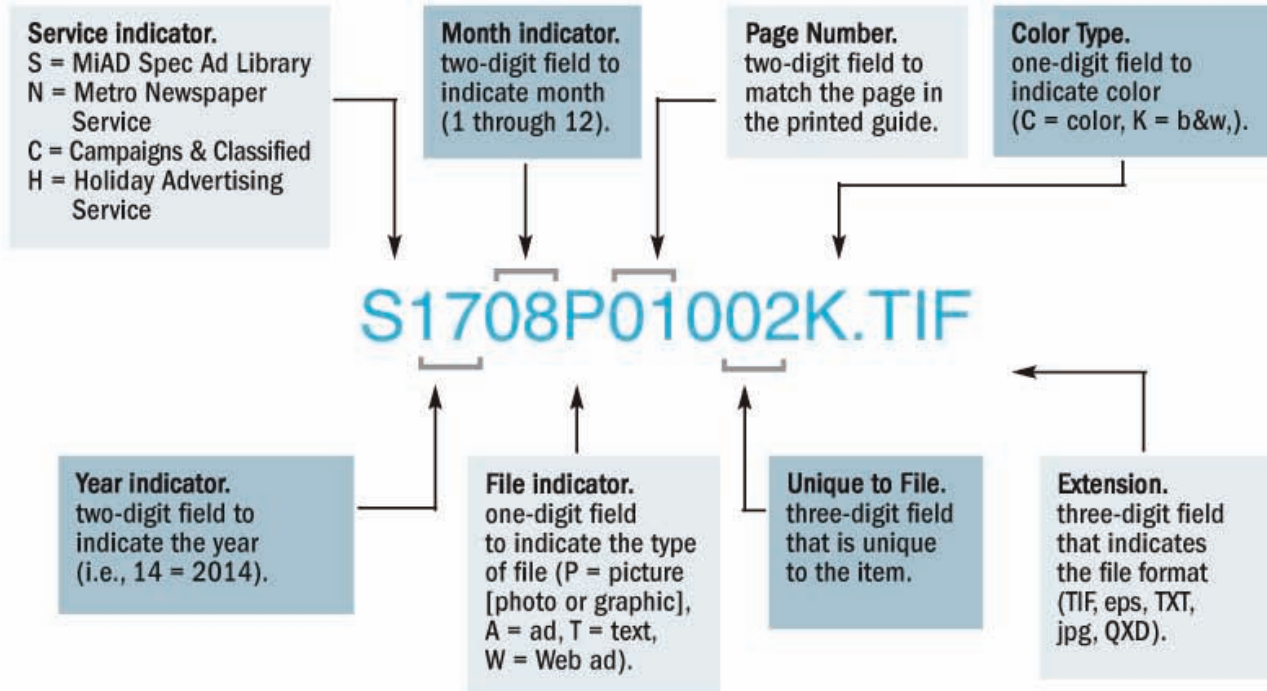 Service indicator.
S = MiAD Spec Ad Library
N = Metro Newspaper
Service
C = Campaigns & Classified
H = Holiday Advertising
Service
Month indicator.
two-digit field to
indicate month
(1 through 12).
Page Number.
two-digit field to
match the page in
the printed guide.
Color Type.
one-digit field to
indicate color
(C = color, K = b&w,).
S1708P01002K.TIF
Year indicator.
two-digit field to
indicate the year
(i.e., 14 = 2014).
File indicator.
one-digit field
to indicate the type
of file (P = picture
[photo or graphic],
A = ad, T = text,
W = Web ad).
Unique to File.
three-digit field
that is unique
to the item.
Extension.
three-digit field
that indicates
the file format
(TIF, eps, TXT,
jpg, QXD).